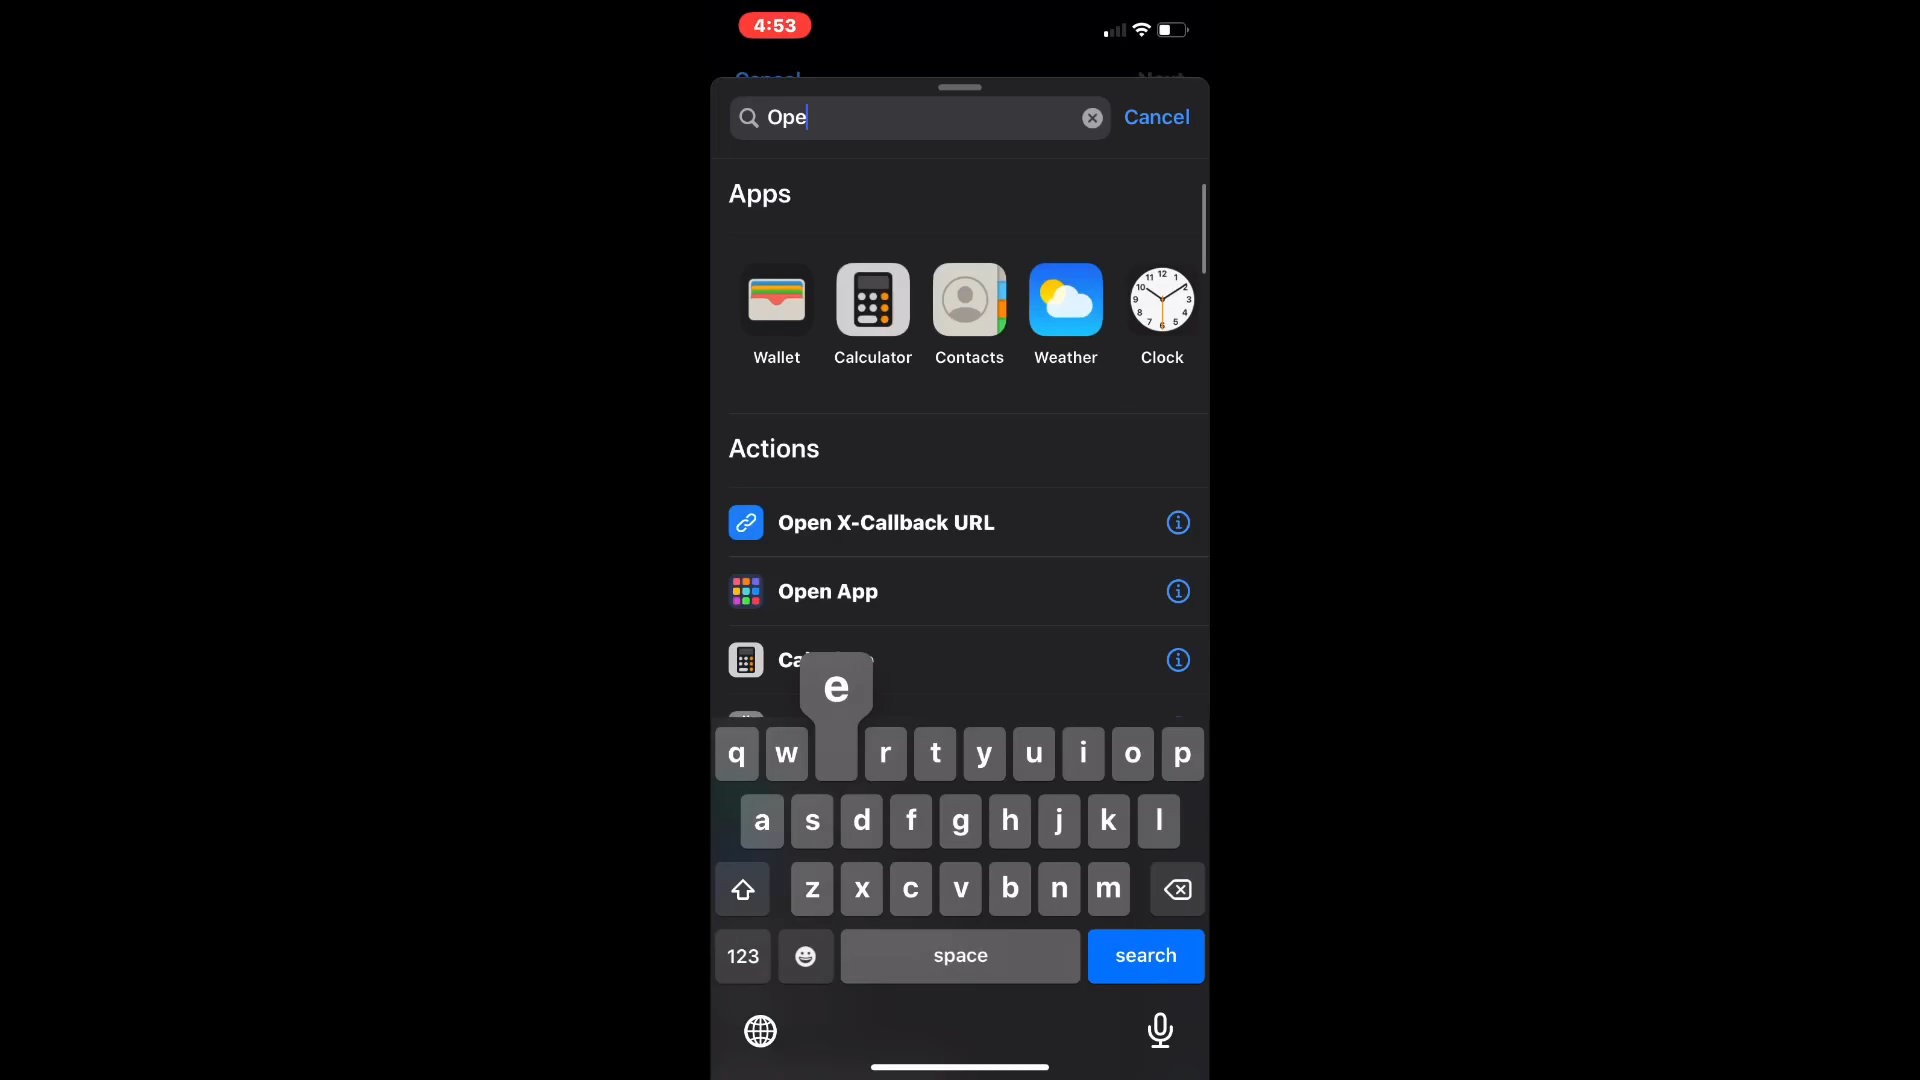 4:53
Ope
Cancel
Apps
Wallet
Calculator
Contacts
Weather
Clock
Actions
Open X-Callback URL
Open App
e
q w r t y u i o p
a s d f g h j k l
z x c v b n m
123
space
search